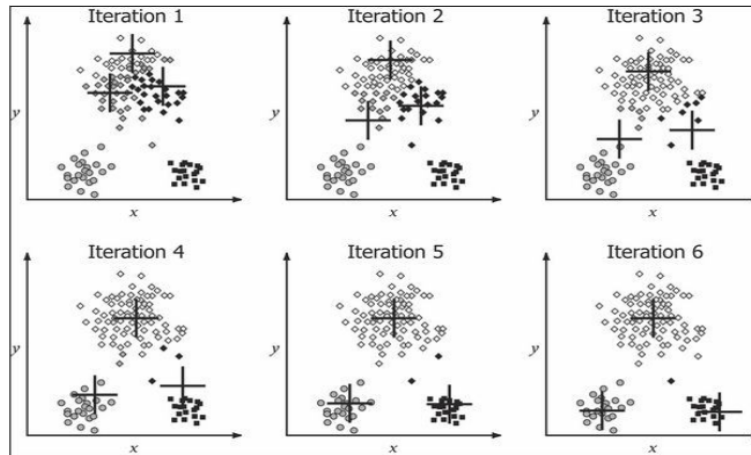 Iteration 1
Iteration 2
Iteration 3
y
y
y
x
x
x
Iteration 4
Iteration 5
Iteration 6
y
y
y
x
x
x